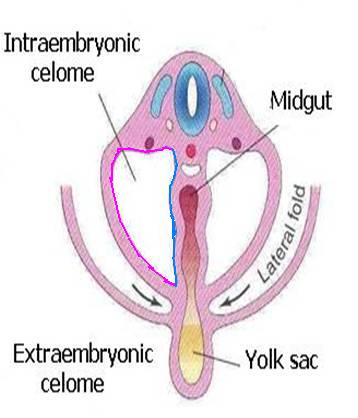 Intraembryonic
celome
Midgut
Lateral fold
Extraembryonic
celome
Yolk sac